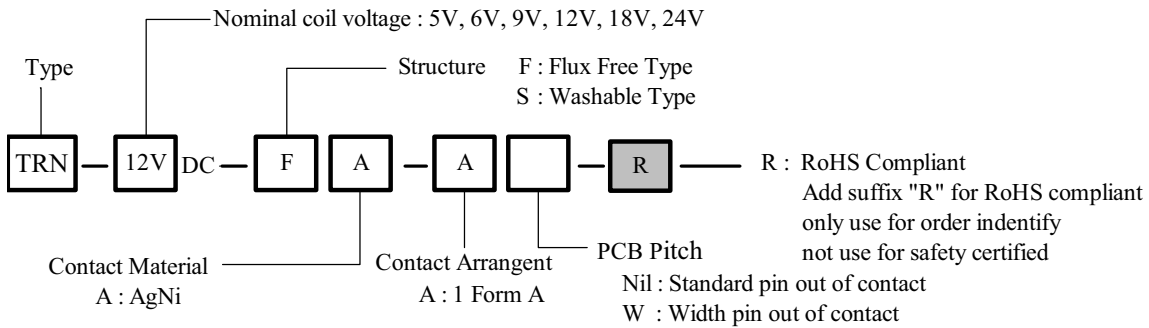 Nominal coil voltage : 5V, 6V, 9V, 12V, 18V, 24V
Type
Structure F : Flux Free Type
S : Washable Type
TRN 12V DC F A A R
R : RoHS Compliant
Add suffix "R" for RoHS compliant
only use for order indentify
not use for safety certified
Contact Material
A : AgNi
Contact Arrangent
A : 1 Form A
PCB Pitch
Nil : Standard pin out of contact
W : Width pin out of contact